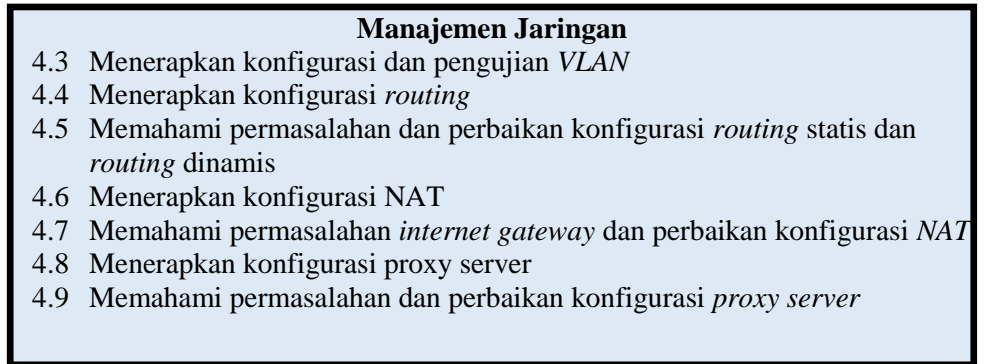 Manajemen Jaringan
4.3 Menerapkan konfigurasi dan pengujian VLAN
4.4 Menerapkan konfigurasi routing
4.5 Memahami permasalahan dan perbaikan konfigurasi routing statis dan
routing dinamis
4.6 Menerapkan konfigurasi NAT
4.7 Memahami permasalahan internet gateway dan perbaikan konfigurasi NAT
4.8 Menerapkan konfigurasi proxy server
4.9 Memahami permasalahan dan perbaikan konfigurasi proxy server